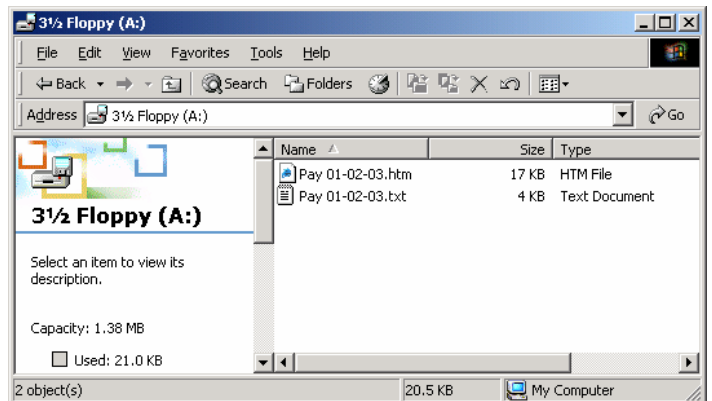 3½ Floppy (A:)
File Edit View Favorites Tools Help
Back Search Folders
Address 3½ Floppy (A:) Go
Name Size Type
Pay 01-02-03.htm 17 KB HTM File
Pay 01-02-03.txt 4 KB Text Document
3½ Floppy (A:)
Select an item to view its
description.
Capacity: 1.38 MB
Used: 21.0 KB
2 object(s) 20.5 KB My Computer